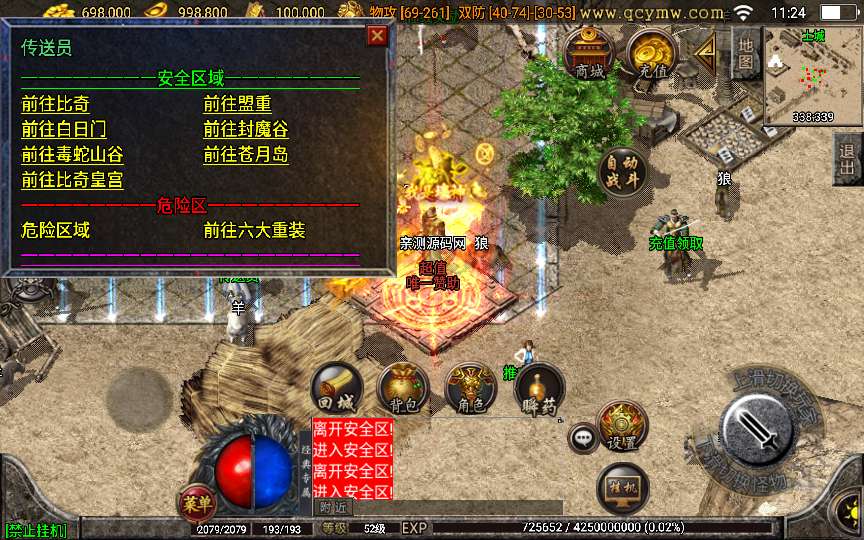 698.000 998.800 100.000 物攻 [69-261] 双防 [40-74]-[30-53] www.qcymw.com 11:24
传送员
安全区域
前往比奇 前往盟重
前往白日门 前往封魔谷
前往毒蛇山谷 前往苍月岛
前往比奇皇宫
危险区
危险区域 前往六大重装
商城 充值
地图
土城
338:339
退出
自动战斗
狼
充值领取
亲测源码网 狼
超值
唯一赞助
羊
推
回城 背包 角色 瞬药
设置
挂机
经典专属
离开安全区!
进入安全区!
离开安全区!
进入安全区!
附近
菜单
[禁止挂机] 2079/2079 193/193 等级 52级 EXP 725652 / 4250000000 (0.02%)